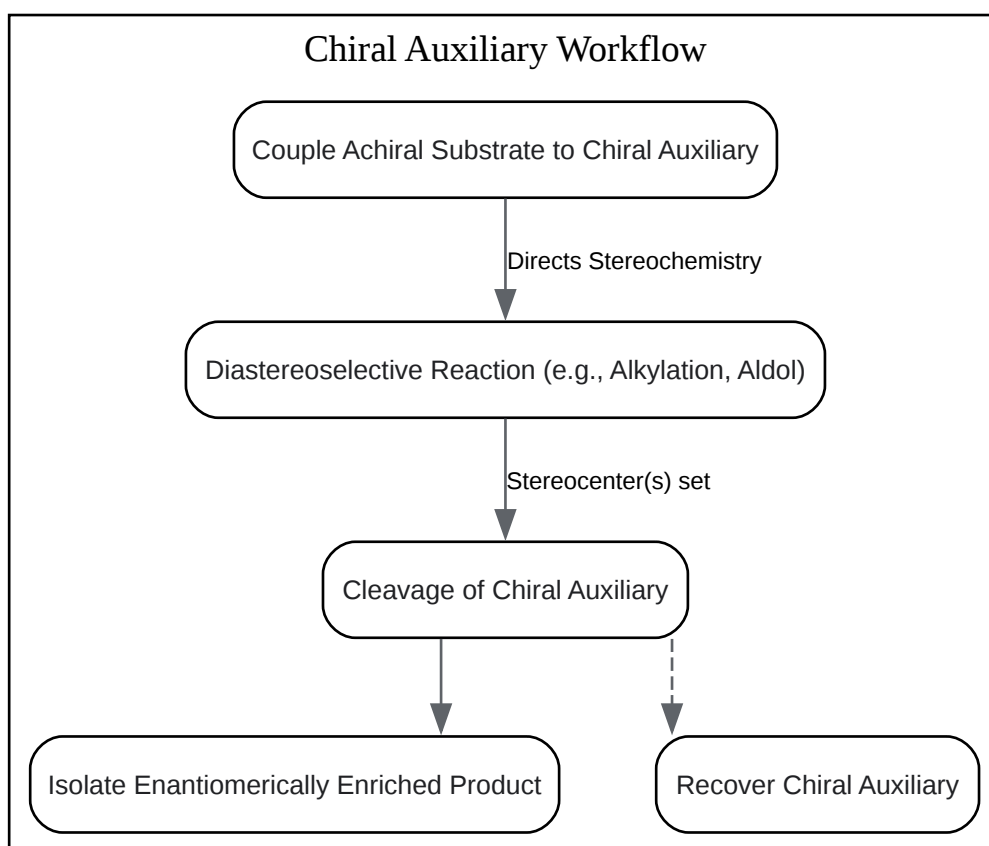 Chiral Auxiliary Workflow
Couple Achiral Substrate to Chiral Auxiliary
Directs Stereochemistry
Diastereoselective Reaction (e.g., Alkylation, Aldol)
Stereocenter(s) set
Cleavage of Chiral Auxiliary
Isolate Enantiomerically Enriched Product
Recover Chiral Auxiliary